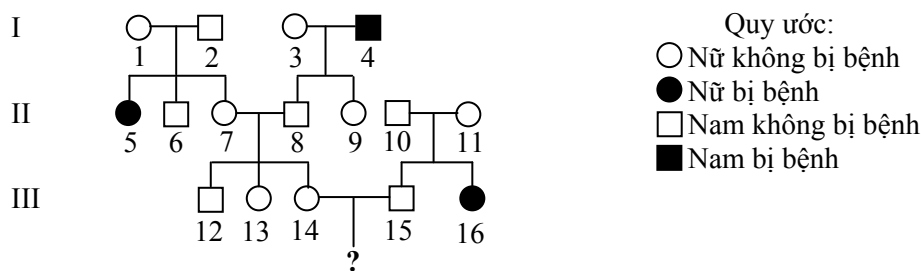 I
1 2 3 4
II
5 6 7 8 9 10 11
III
12 13 14 15 16
?
Quy ước:
Nữ không bị bệnh
Nữ bị bệnh
Nam không bị bệnh
Nam bị bệnh